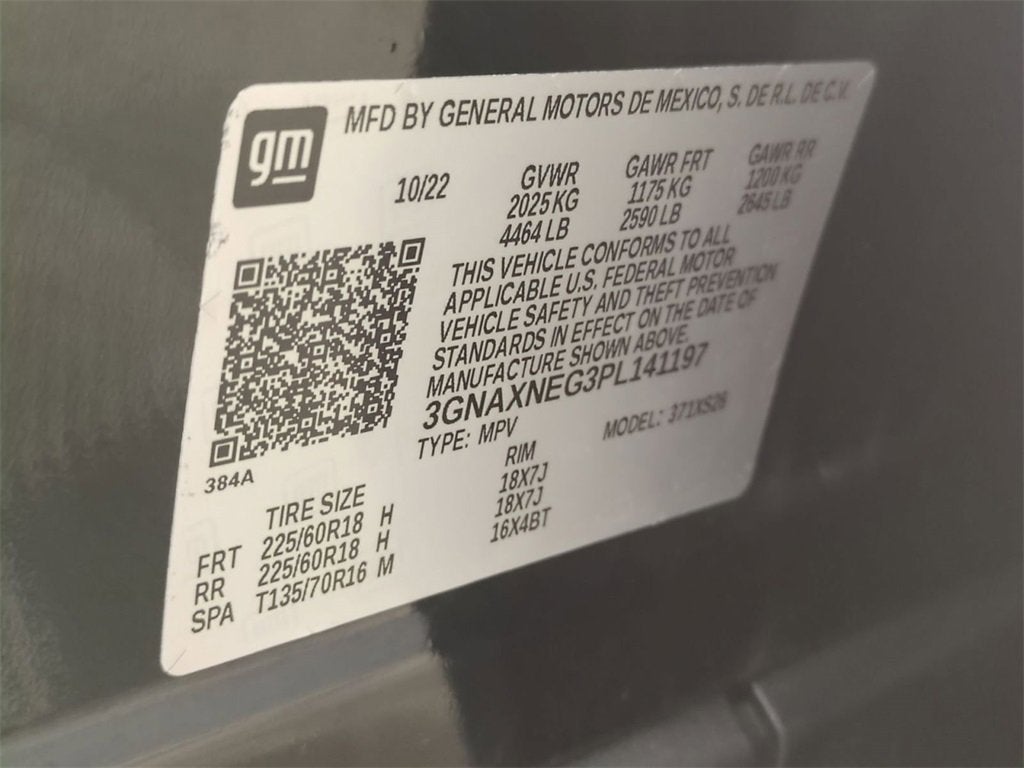 gm
MFD BY GENERAL MOTORS DE MEXICO, S. DE R.L. DE C.V.
10/22 GVWR GAWR FRT GAWR RR
2025 KG 1175 KG 1200 KG
4464 LB 2590 LB 2645 LB
THIS VEHICLE CONFORMS TO ALL
APPLICABLE U.S. FEDERAL MOTOR
VEHICLE SAFETY AND THEFT PREVENTION
STANDARDS IN EFFECT ON THE DATE OF
MANUFACTURE SHOWN ABOVE.
3GNAXNEG3PL141197
TYPE: MPV MODEL: 371XS26
384A
TIRE SIZE RIM
FRT 225/60R18 H 18X7J
RR 225/60R18 H 18X7J
SPA T135/70R16 M 16X4BT